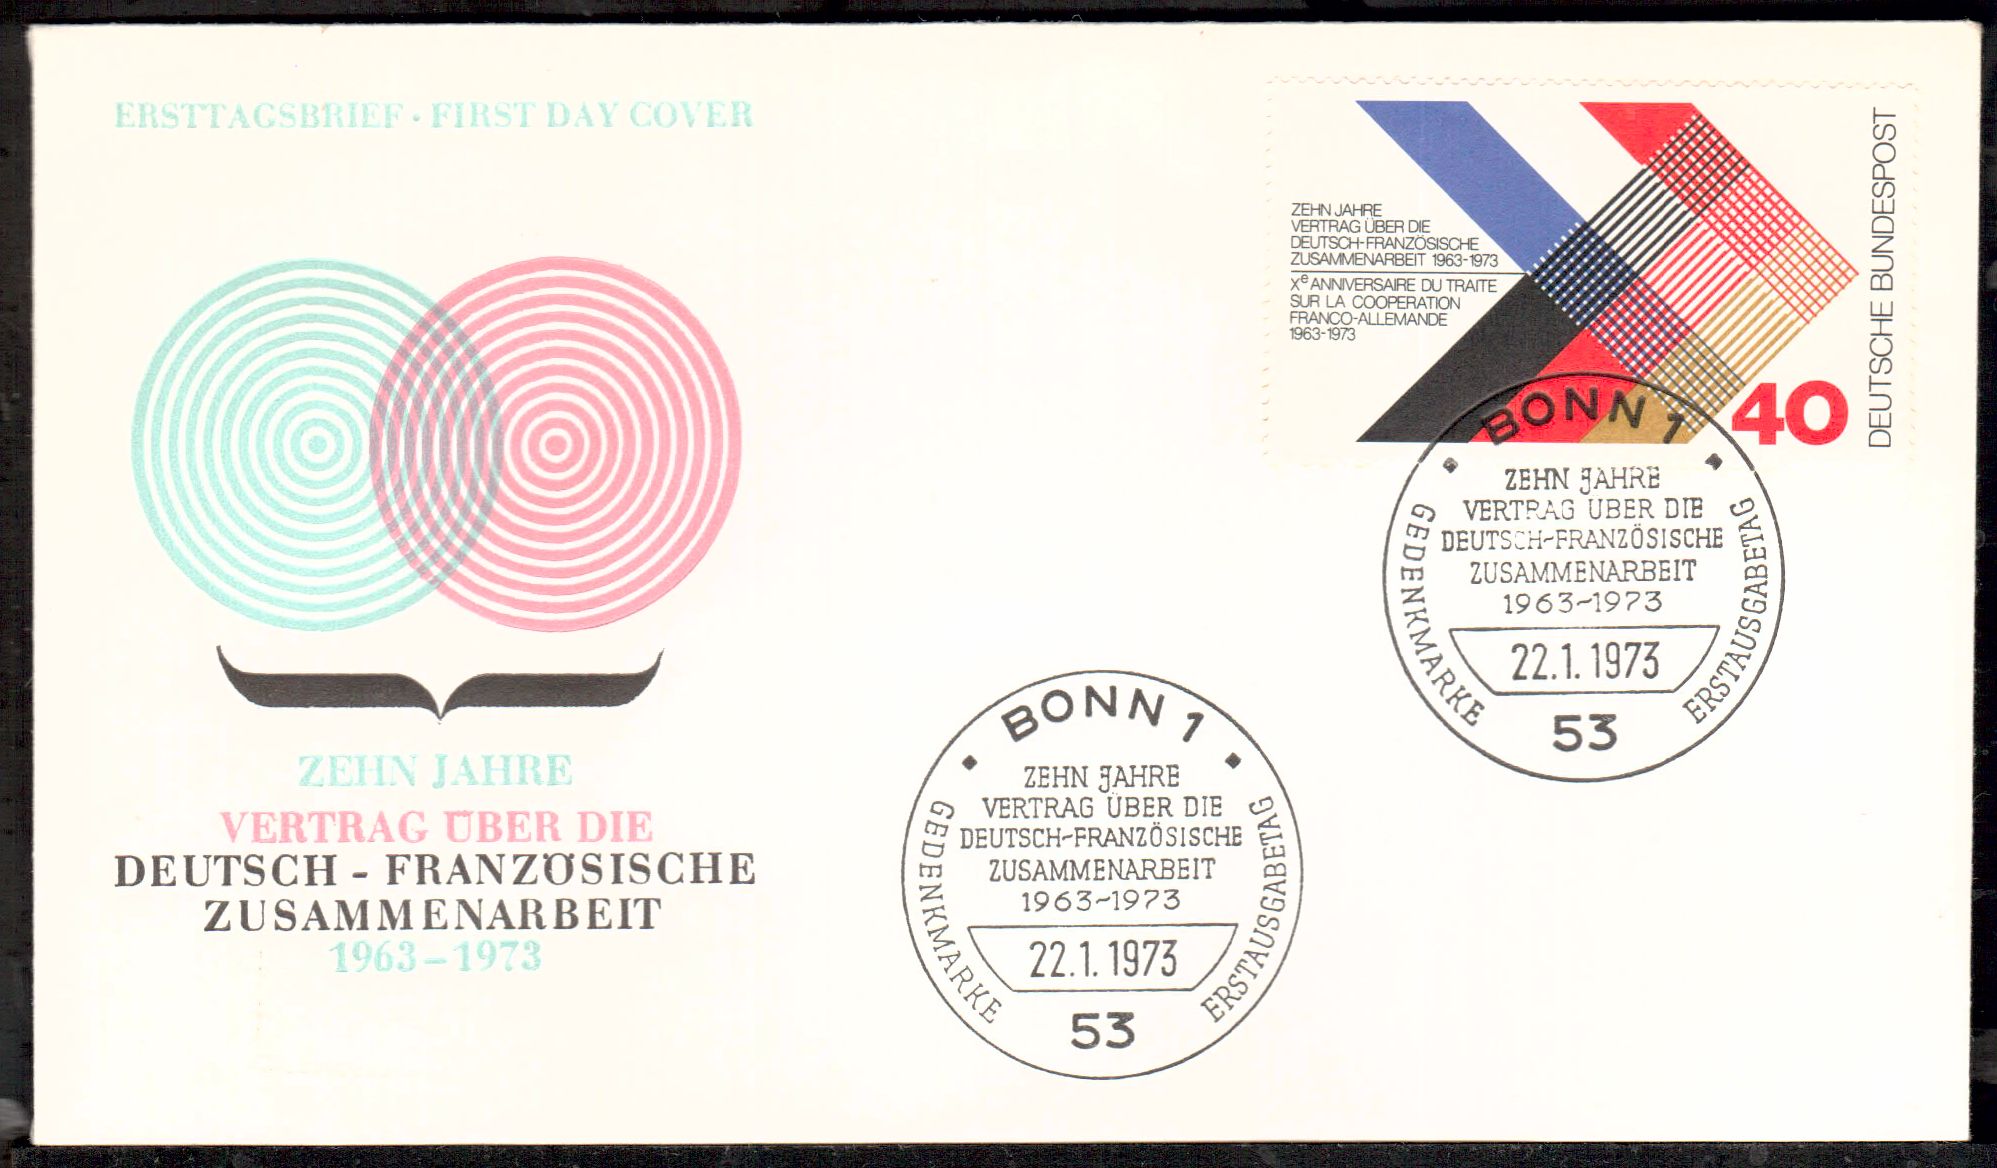 ERSTTAGSBRIEF · FIRST DAY COVER
ZEHN JAHRE
VERTRAG ÜBER DIE
DEUTSCH-FRANZÖSISCHE
ZUSAMMENARBEIT 1963-1973
Xe ANNIVERSAIRE DU TRAITE
SUR LA COOPERATION
FRANCO-ALLEMANDE
1963-1973
DEUTSCHE BUNDESPOST
40
BONN 1
ZEHN JAHRE
VERTRAG ÜBER DIE
DEUTSCH-FRANZÖSISCHE
ZUSAMMENARBEIT
1963-1973
22.1.1973
GEDENKMARKE
ERSTAUSGABETAG
53
ZEHN JAHRE
VERTRAG ÜBER DIE
DEUTSCH - FRANZÖSISCHE
ZUSAMMENARBEIT
1963 – 1973
BONN 1
ZEHN JAHRE
VERTRAG ÜBER DIE
DEUTSCH-FRANZÖSISCHE
ZUSAMMENARBEIT
1963-1973
22.1.1973
GEDENKMARKE
ERSTAUSGABETAG
53